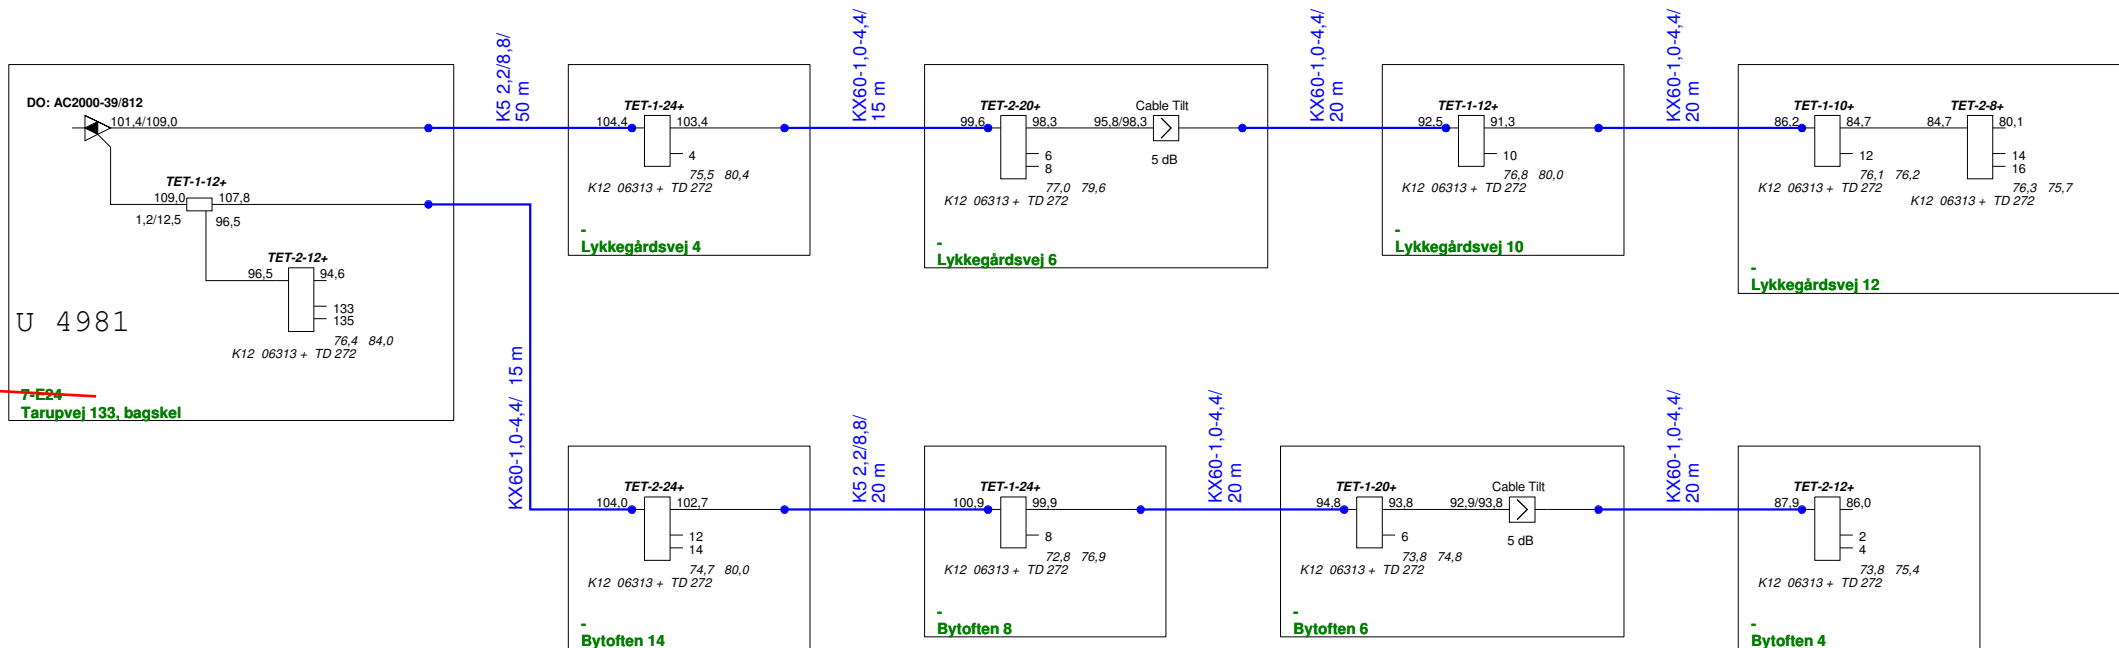 DO: AC2000-39/812
101,4/109,0
TET-1-12+
109,0 107,8
1,2/12,5 96,5
TET-2-12+
96,5 94,6
133
135
76,4 84,0
K12 06313 + TD 272
U 4981
7-E24
Tarupvej 133, bagskel
K5 2,2/8,8/
50 m
TET-1-24+
104,4 103,4
4
75,5 80,4
K12 06313 + TD 272
-
Lykkegårdsvej 4
KX60-1,0-4,4/
15 m
TET-2-20+
99,6 98,3
6
8
77,0 79,6
K12 06313 + TD 272
Cable Tilt
95,8/98,3
5 dB
-
Lykkegårdsvej 6
KX60-1,0-4,4/
20 m
TET-1-12+
92,5 91,3
10
76,8 80,0
K12 06313 + TD 272
-
Lykkegårdsvej 10
KX60-1,0-4,4/
20 m
TET-1-10+
86,2 84,7
12
76,1 76,2
K12 06313 + TD 272
TET-2-8+
84,7 80,1
14
16
76,3 75,7
K12 06313 + TD 272
-
Lykkegårdsvej 12
KX60-1,0-4,4/ 15 m
TET-2-24+
104,0 102,7
12
14
74,7 80,0
K12 06313 + TD 272
-
Bytoften 14
K5 2,2/8,8/
20 m
TET-1-24+
100,9 99,9
8
72,8 76,9
K12 06313 + TD 272
-
Bytoften 8
KX60-1,0-4,4/
20 m
TET-1-20+
94,8 93,8
6
73,8 74,8
K12 06313 + TD 272
Cable Tilt
92,9/93,8
5 dB
-
Bytoften 6
KX60-1,0-4,4/
20 m
TET-2-12+
87,9 86,0
2
4
73,8 75,4
K12 06313 + TD 272
-
Bytoften 4